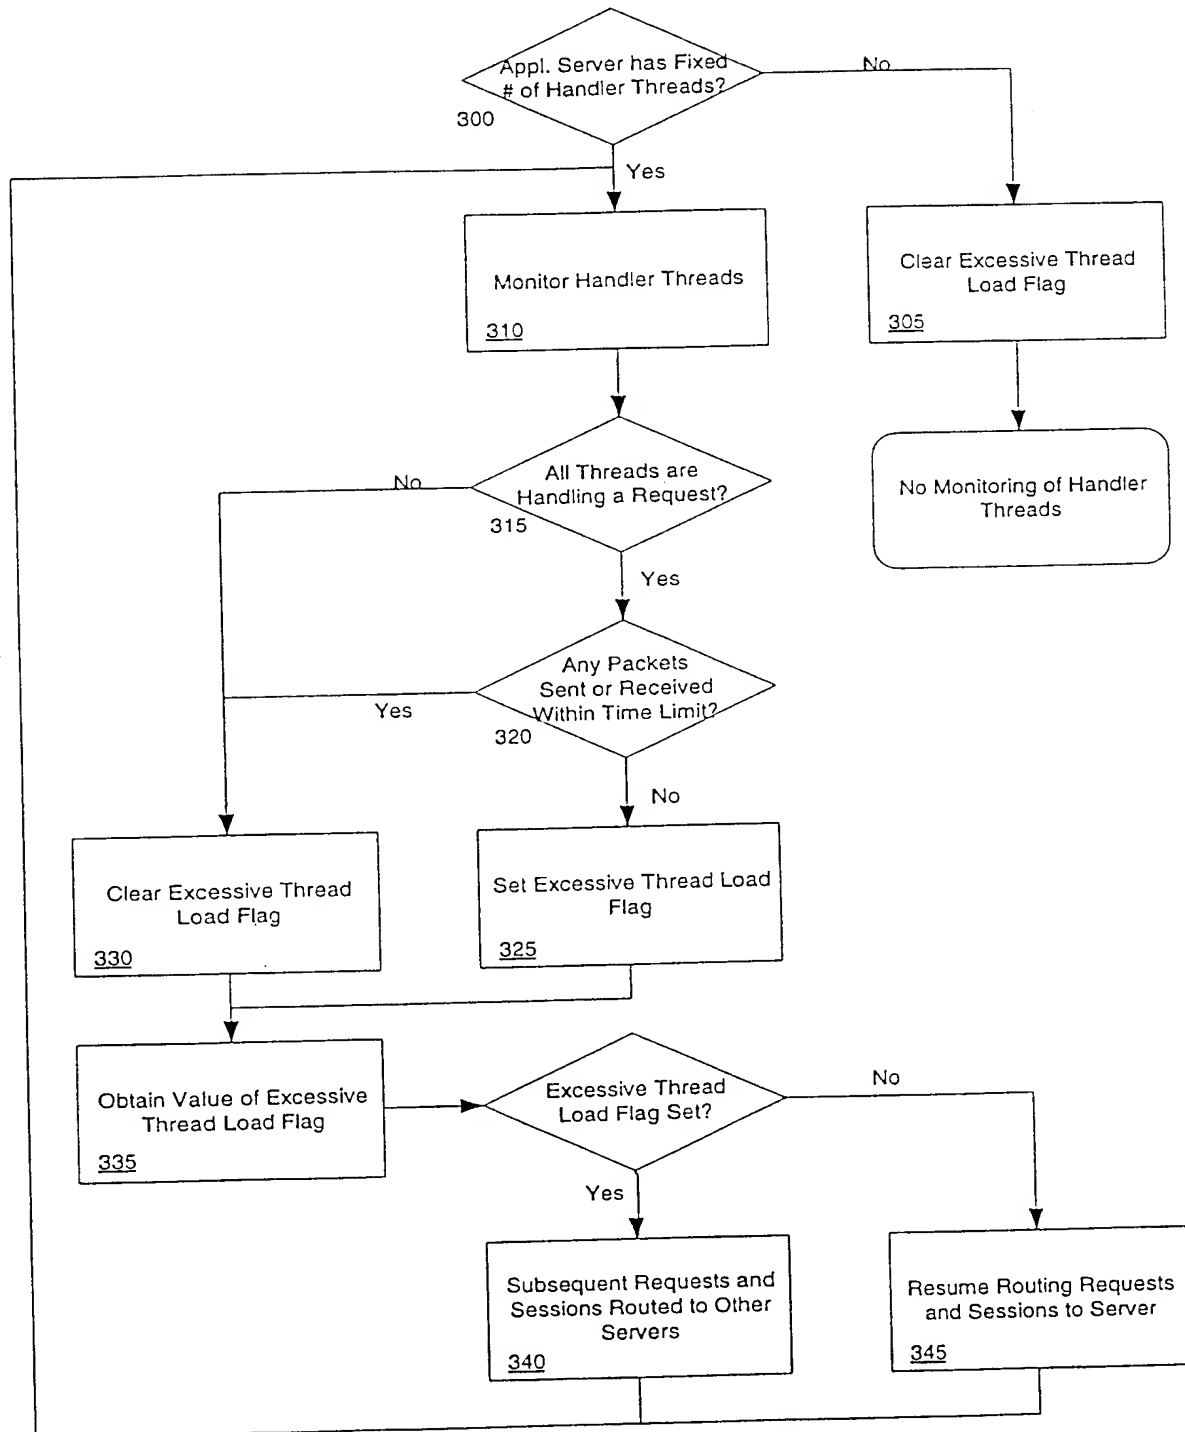 Appl. Server has Fixed
# of Handler Threads?
300
No
Yes
Monitor Handler Threads
310
Clear Excessive Thread
Load Flag
305
No Monitoring of Handler
Threads
All Threads are
Handling a Request?
315
No
Yes
Any Packets
Sent or Received
Within Time Limit?
320
Yes
No
Clear Excessive Thread
Load Flag
330
Set Excessive Thread Load
Flag
325
Obtain Value of Excessive
Thread Load Flag
335
Excessive Thread
Load Flag Set?
No
Yes
Subsequent Requests and
Sessions Routed to Other
Servers
340
Resume Routing Requests
and Sessions to Server
345